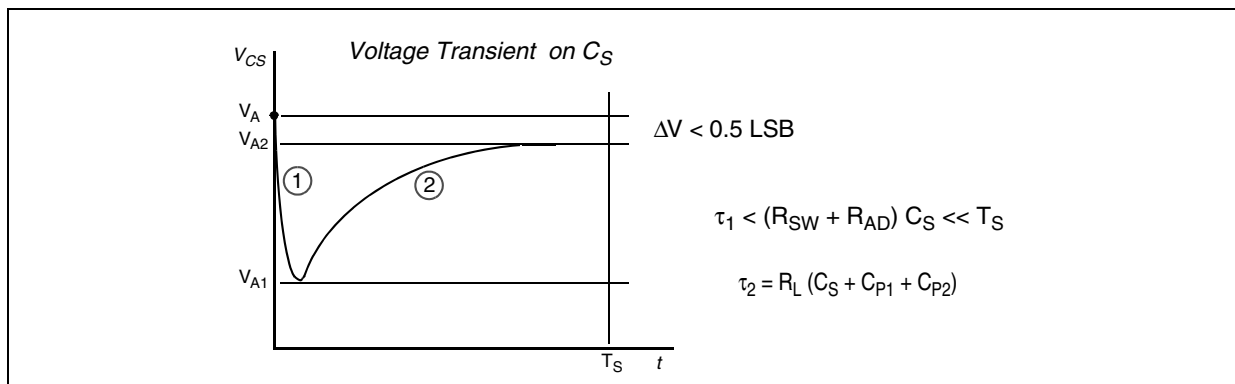 Voltage Transient on CS
VCS
VA
VA2
ΔV < 0.5 LSB
1
2
τ1 < (RSW + RAD) CS << TS
VA1
τ2 = RL (CS + CP1 + CP2)
TS
t